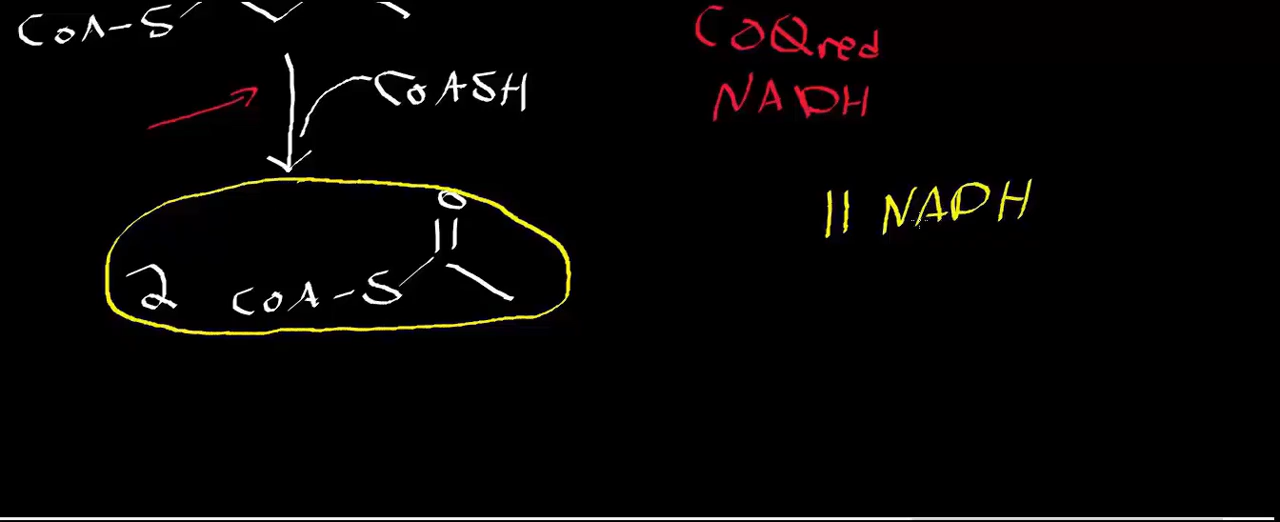 CoA-S
CoASH
O
2 CoA-S
CoQred
NADH
11 NADH